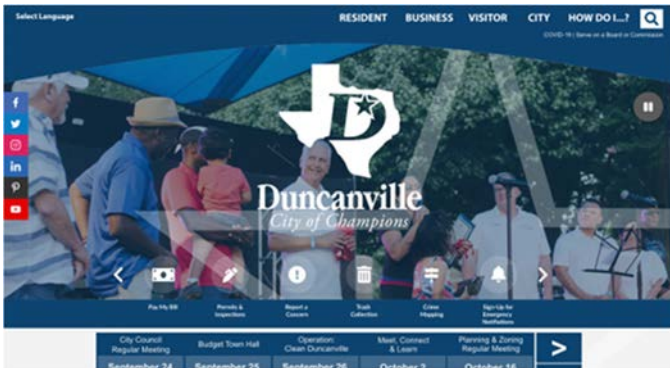 Select Language
RESIDENT BUSINESS VISITOR CITY HOW DO I...?
COVID-19 | Serve on a Board or Commission
D
Duncanville
City of Champions
Pay My Bill
Permits &
Inspections
Report a
Concern
Trash
Collection
Crime
Mapping
Sign-Up for
Emergency
Notifications
City Council
Regular Meeting
Budget Town Hall
Operation:
Clean Duncanville
Meet, Connect
& Learn
Planning & Zoning
Regular Meeting
September 24 September 25 September 26 October 2 October 16